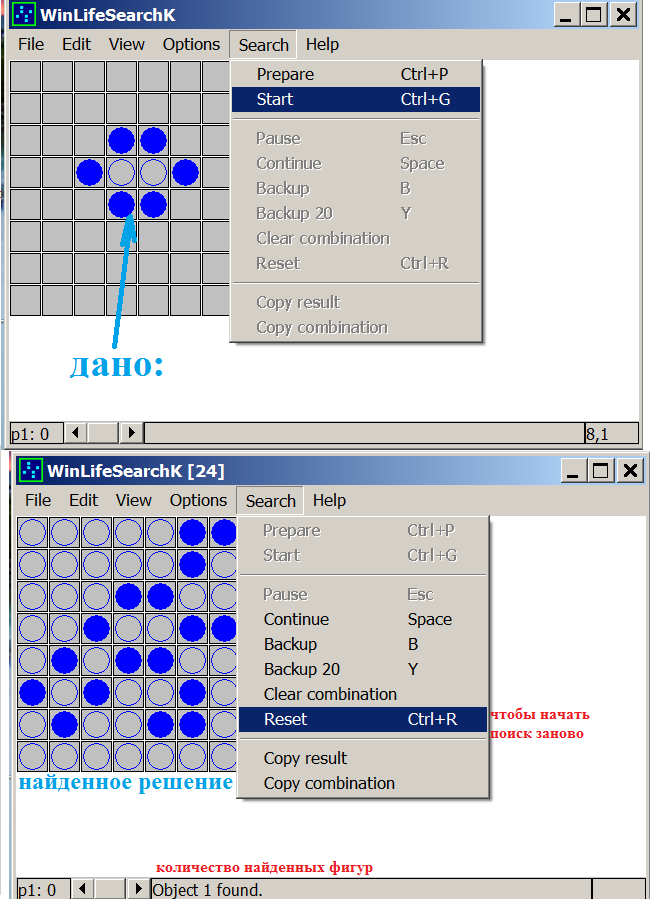 WinLifeSearchK
File Edit View Options Search Help
Prepare Ctrl+P
Start Ctrl+G
Pause Esc
Continue Space
Backup B
Backup 20 Y
Clear combination
Reset Ctrl+R
Copy result
Copy combination
дано:
p1: 0 8,1
WinLifeSearchK [24]
File Edit View Options Search Help
Prepare Ctrl+P
Start Ctrl+G
Pause Esc
Continue Space
Backup B
Backup 20 Y
Clear combination
Reset Ctrl+R
чтобы начать
поиск заново
Copy result
Copy combination
найденное решение
количество найденных фигур
p1: 0 Object 1 found.